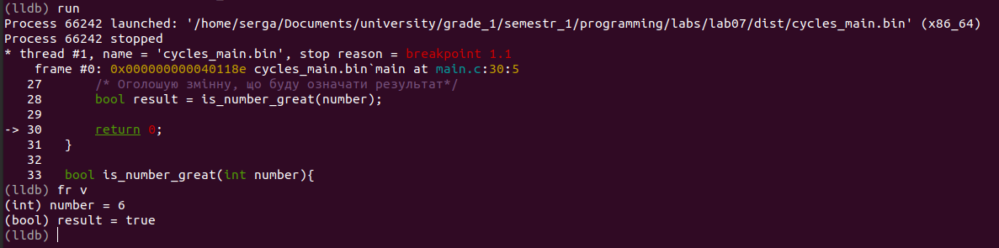 (lldb) run
Process 66242 launched: '/home/serga/Documents/university/grade_1/semestr_1/programming/labs/lab07/dist/cycles_main.bin' (x86_64)
Process 66242 stopped
* thread #1, name = 'cycles_main.bin', stop reason = breakpoint 1.1
    frame #0: 0x000000000040118e cycles_main.bin`main at main.c:30:5
   27       /* Оголошую змінну, що буду означати результат*/
   28       bool result = is_number_great(number);
   29
-> 30       return 0;
   31   }
   32
   33   bool is_number_great(int number){
(lldb) fr v
(int) number = 6
(bool) result = true
(lldb)